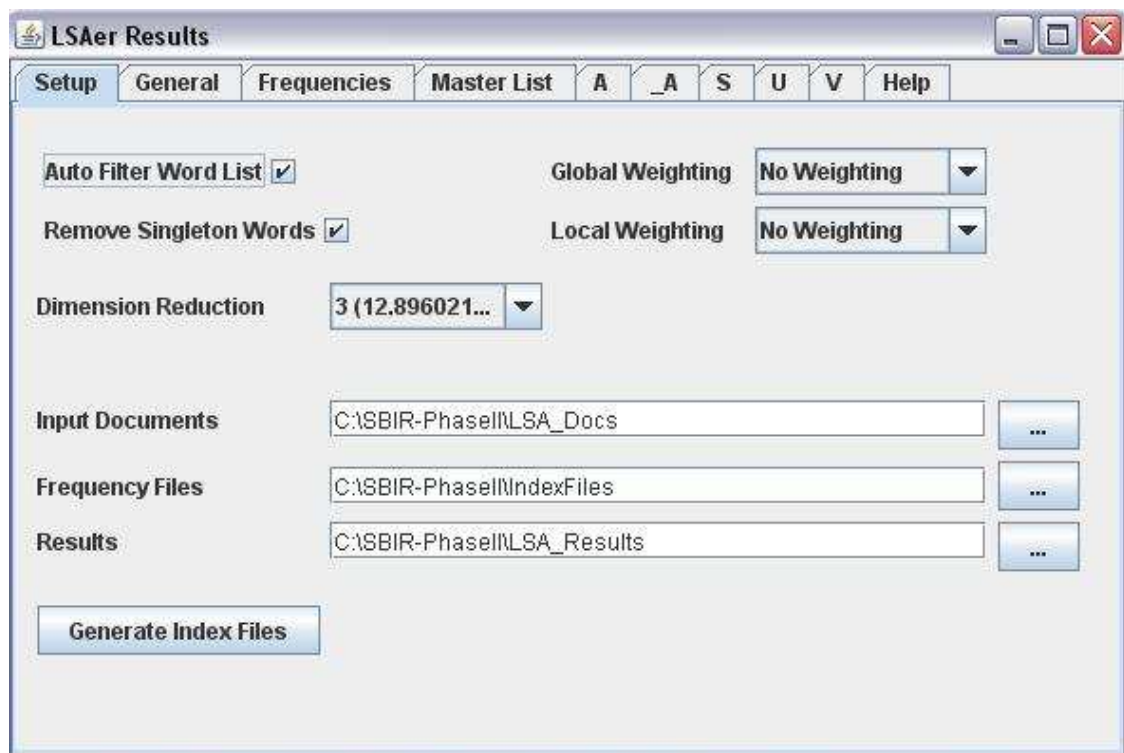 LSAer Results
Setup General Frequencies Master List A _A S U V Help
Auto Filter Word List Global Weighting No Weighting
Remove Singleton Words Local Weighting No Weighting
Dimension Reduction 3 (12.896021...
Input Documents C:\SBIR-PhaseII\LSA_Docs ...
Frequency Files C:\SBIR-PhaseII\IndexFiles ...
Results C:\SBIR-PhaseII\LSA_Results ...
Generate Index Files